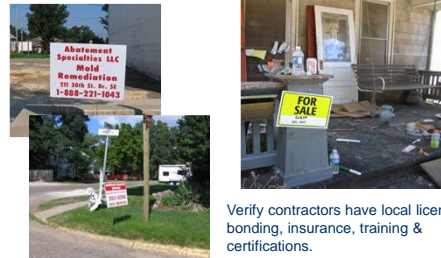 Abatement
Specialties LLC
Mold
Remediation
211 30th St. Dr. SE
1-888-221-1043
FOR
SALE
Verify contractors have local licen
bonding, insurance, training &
certifications.